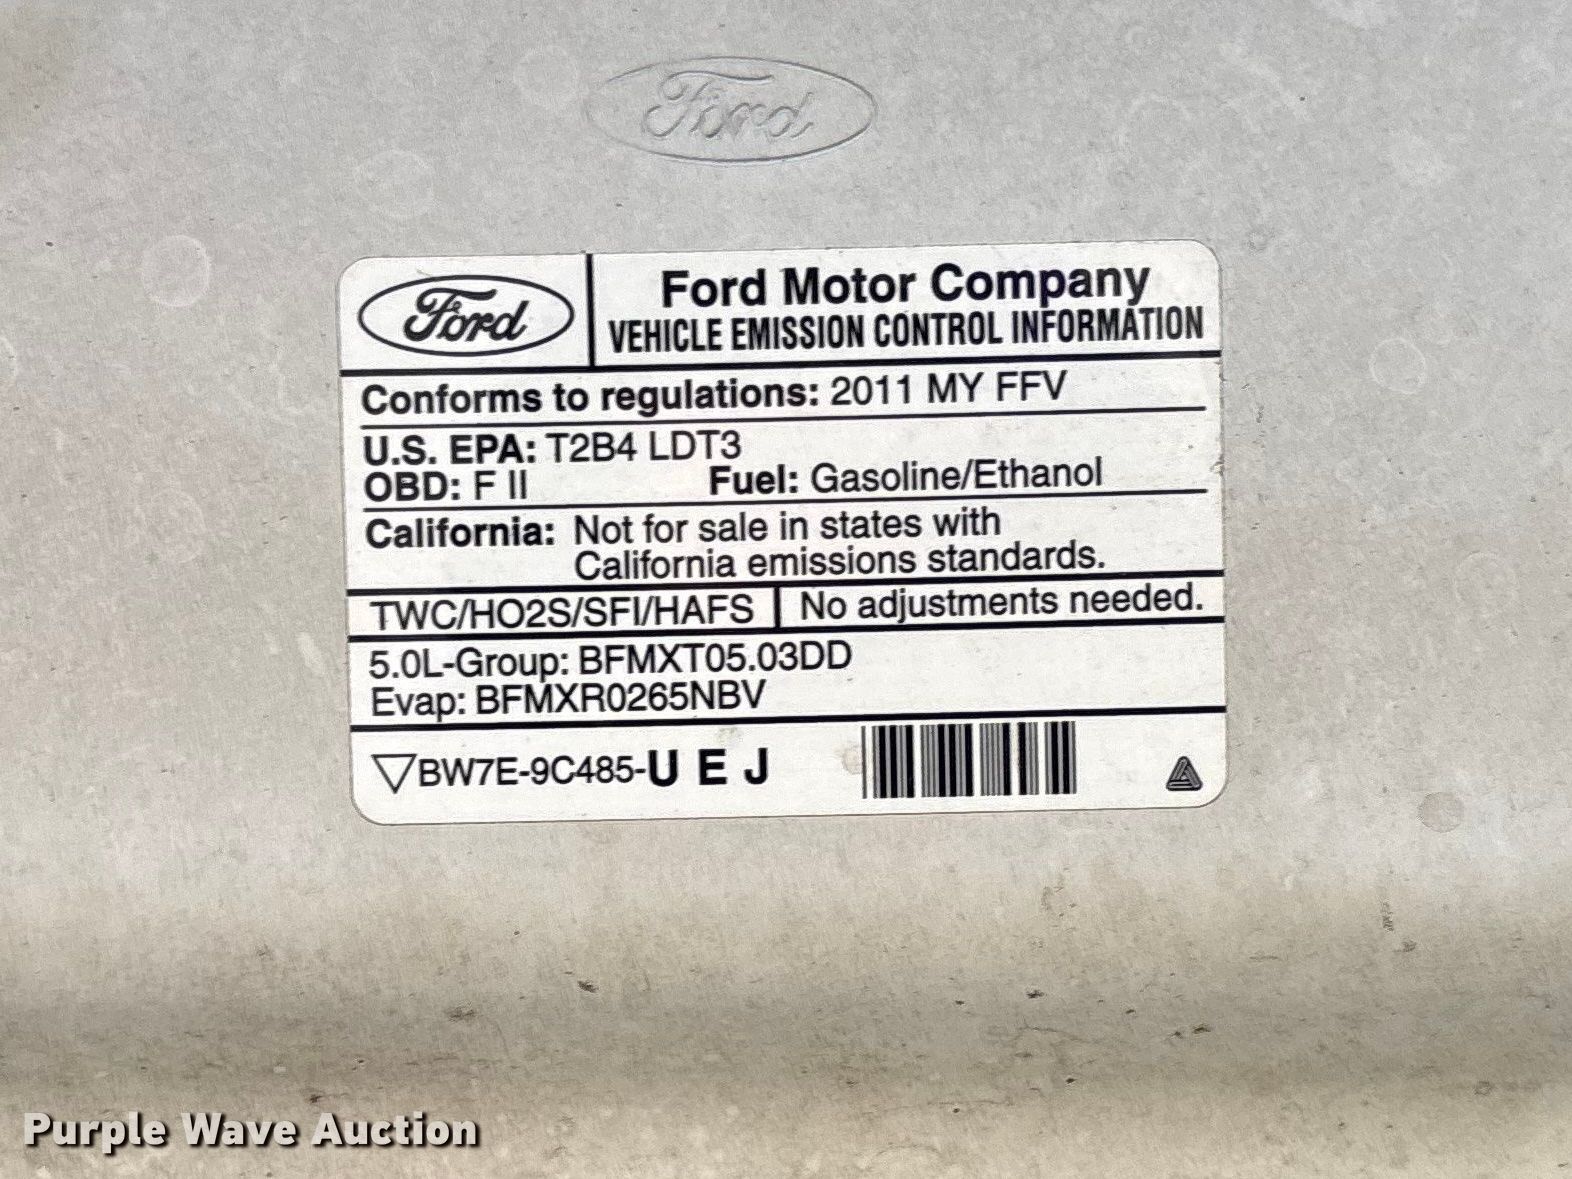 Ford
Ford
Ford Motor Company
VEHICLE EMISSION CONTROL INFORMATION
Conforms to regulations: 2011 MY FFV
U.S. EPA: T2B4 LDT3
OBD: F II Fuel: Gasoline/Ethanol
California: Not for sale in states with
California emissions standards.
TWC/HO2S/SFI/HAFS No adjustments needed.
5.0L-Group: BFMXT05.03DD
Evap: BFMXR0265NBV
BW7E-9C485-U E J
Purple Wave Auction